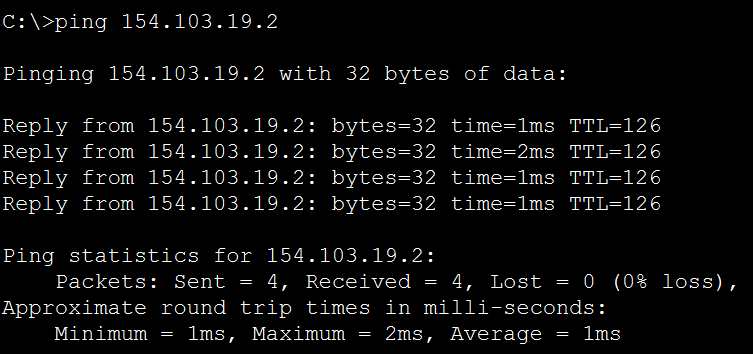 C:\>ping 154.103.19.2
Pinging 154.103.19.2 with 32 bytes of data:
Reply from 154.103.19.2: bytes=32 time=1ms TTL=126
Reply from 154.103.19.2: bytes=32 time=2ms TTL=126
Reply from 154.103.19.2: bytes=32 time=1ms TTL=126
Reply from 154.103.19.2: bytes=32 time=1ms TTL=126
Ping statistics for 154.103.19.2:
    Packets: Sent = 4, Received = 4, Lost = 0 (0% loss),
Approximate round trip times in milli-seconds:
    Minimum = 1ms, Maximum = 2ms, Average = 1ms